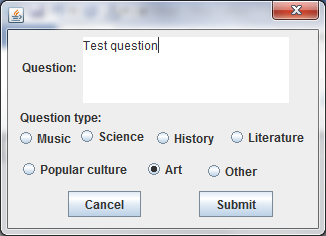 Question: Test question
Question type:
Music Science History Literature
Popular culture Art Other
Cancel Submit